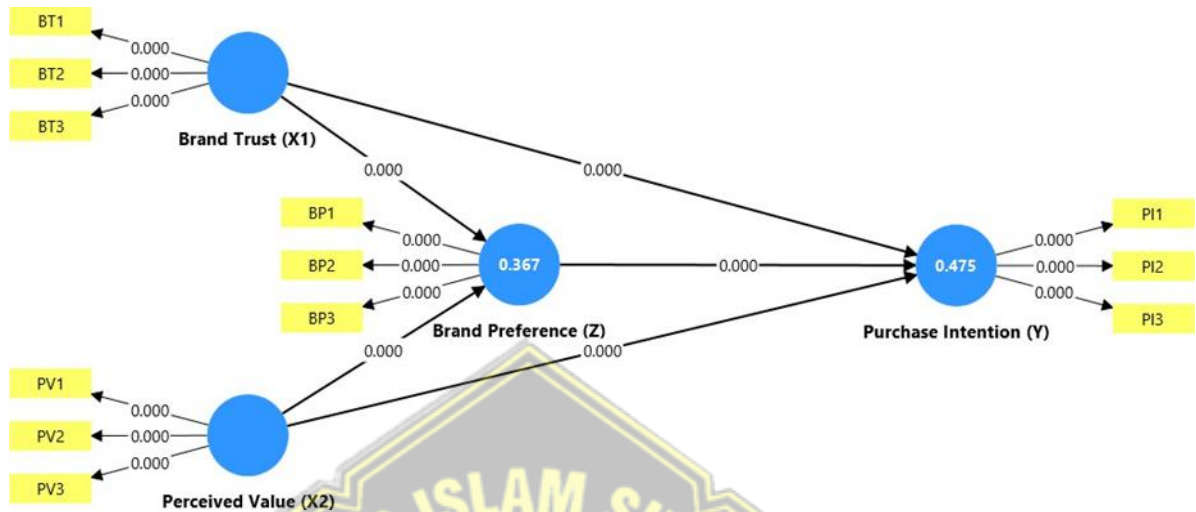 BT1
0.000
BT2
0.000
0.000
BT3
Brand Trust (X1)
0.000
0.000
BP1
0.000
BP2
0.000
0.000
BP3
0.367
Brand Preference (Z)
0.000
0.475
Purchase Intention (Y)
PI1
0.000
PI2
0.000
0.000
PI3
0.000
0.000
PV1
0.000
PV2
0.000
0.000
PV3
Perceived Value (X2)
ISLAM